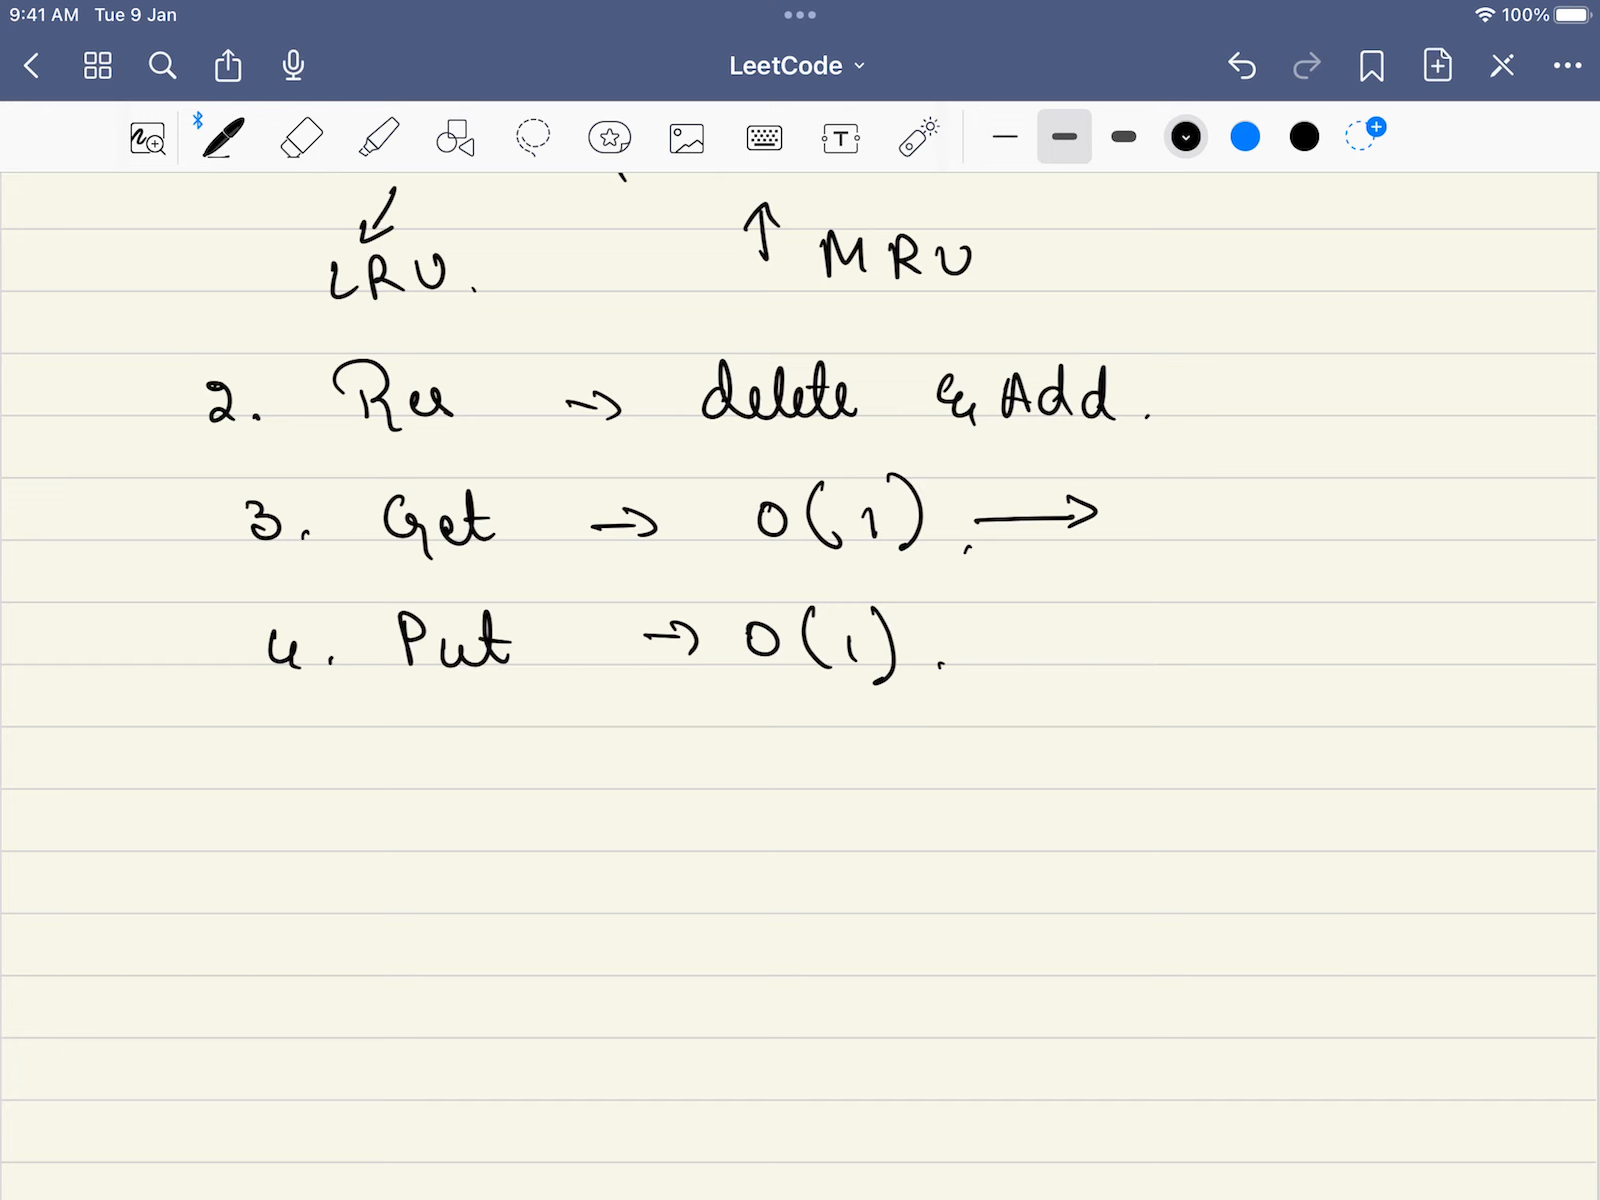 9:41 AM Tue 9 Jan 100%
LeetCode
T
LRU.
↑ MRU
2. → delete & Add.
3. Get → O(1). →
4. Put → O(1).